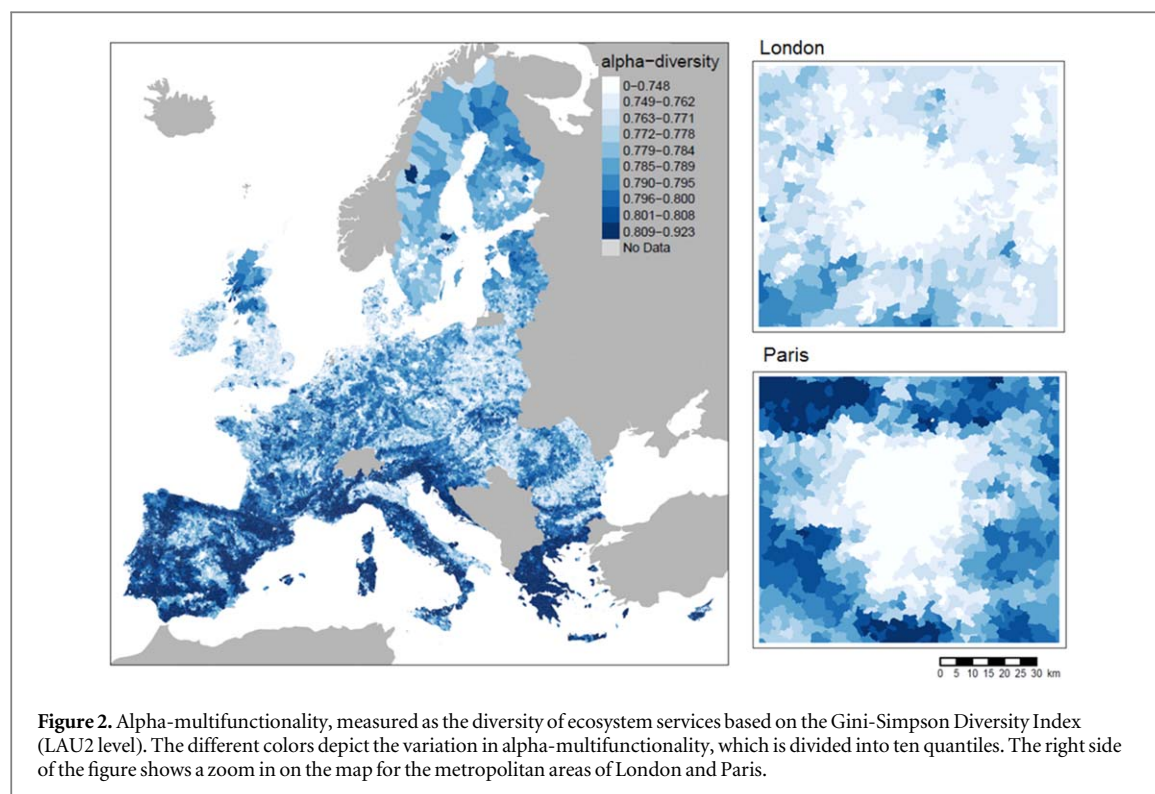 alpha−diversity
0−0.748
0.749−0.762
0.763−0.771
0.772−0.778
0.779−0.784
0.785−0.789
0.790−0.795
0.796−0.800
0.801−0.808
0.809−0.923
No Data
London
Paris
0 5 10 15 20 25 30 km
Figure 2. Alpha-multifunctionality, measured as the diversity of ecosystem services based on the Gini-Simpson Diversity Index
(LAU2 level). The different colors depict the variation in alpha-multifunctionality, which is divided into ten quantiles. The right side
of the figure shows a zoom in on the map for the metropolitan areas of London and Paris.